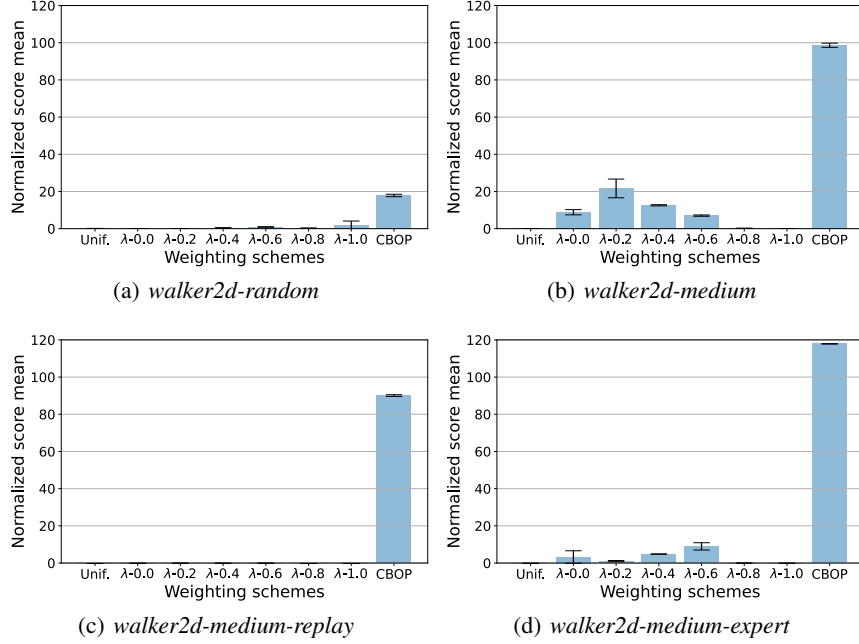 120
100
80
60
40
20
0
Normalized score mean
Unif. λ-0.0 λ-0.2 λ-0.4 λ-0.6 λ-0.8 λ-1.0 CBOP
Weighting schemes
(a) walker2d-random
120
100
80
60
40
20
0
Normalized score mean
Unif. λ-0.0 λ-0.2 λ-0.4 λ-0.6 λ-0.8 λ-1.0 CBOP
Weighting schemes
(b) walker2d-medium
120
100
80
60
40
20
0
Normalized score mean
Unif. λ-0.0 λ-0.2 λ-0.4 λ-0.6 λ-0.8 λ-1.0 CBOP
Weighting schemes
(c) walker2d-medium-replay
120
100
80
60
40
20
0
Normalized score mean
Unif. λ-0.0 λ-0.2 λ-0.4 λ-0.6 λ-0.8 λ-1.0 CBOP
Weighting schemes
(d) walker2d-medium-expert